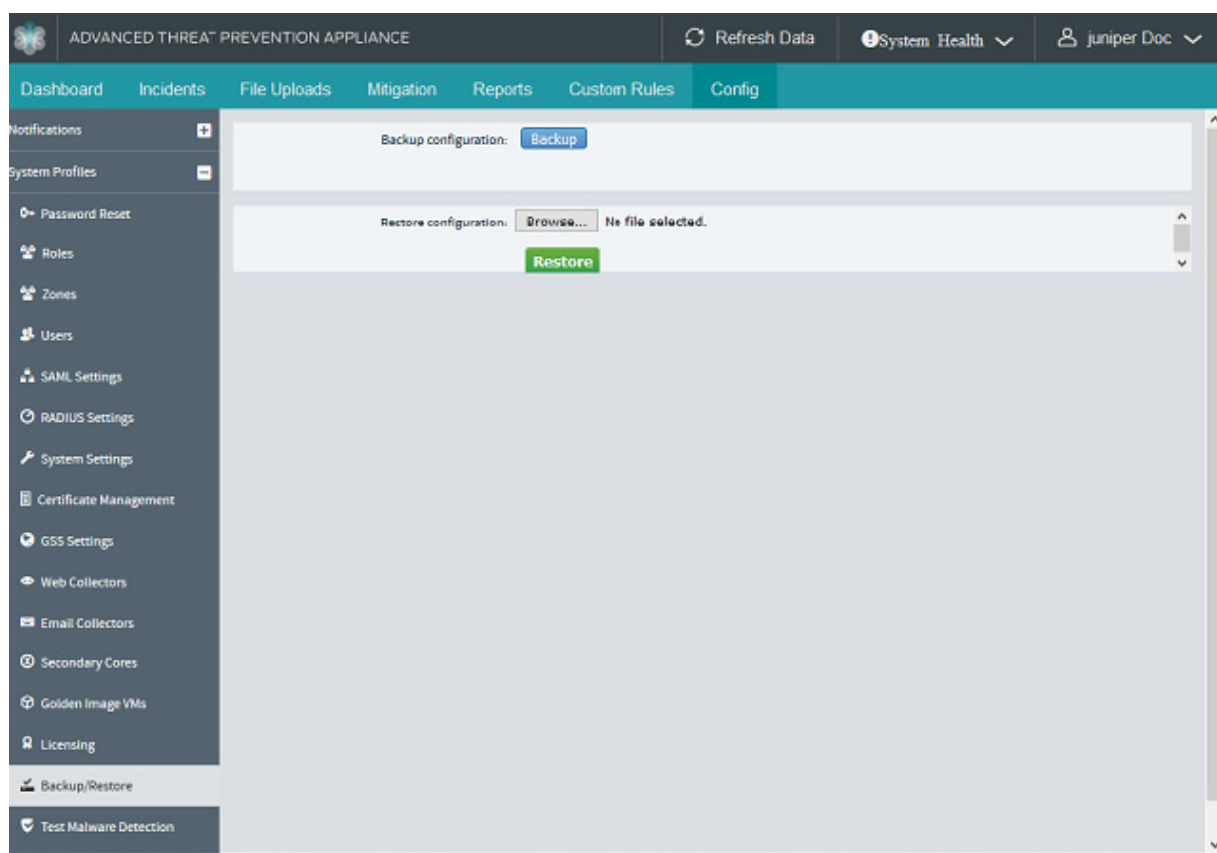 ADVANCED THREAT PREVENTION APPLIANCE
Refresh Data
System Health
juniper Doc
Dashboard Incidents File Uploads Mitigation Reports Custom Rules Config
Notifications
System Profiles
Password Reset
Roles
Zones
Users
SAML Settings
RADIUS Settings
System Settings
Certificate Management
GSS Settings
Web Collectors
Email Collectors
Secondary Cores
Golden Image VMs
Licensing
Backup/Restore
Test Malware Detection
Backup configuration: Backup
Restore configuration: Browse... No file selected.
Restore